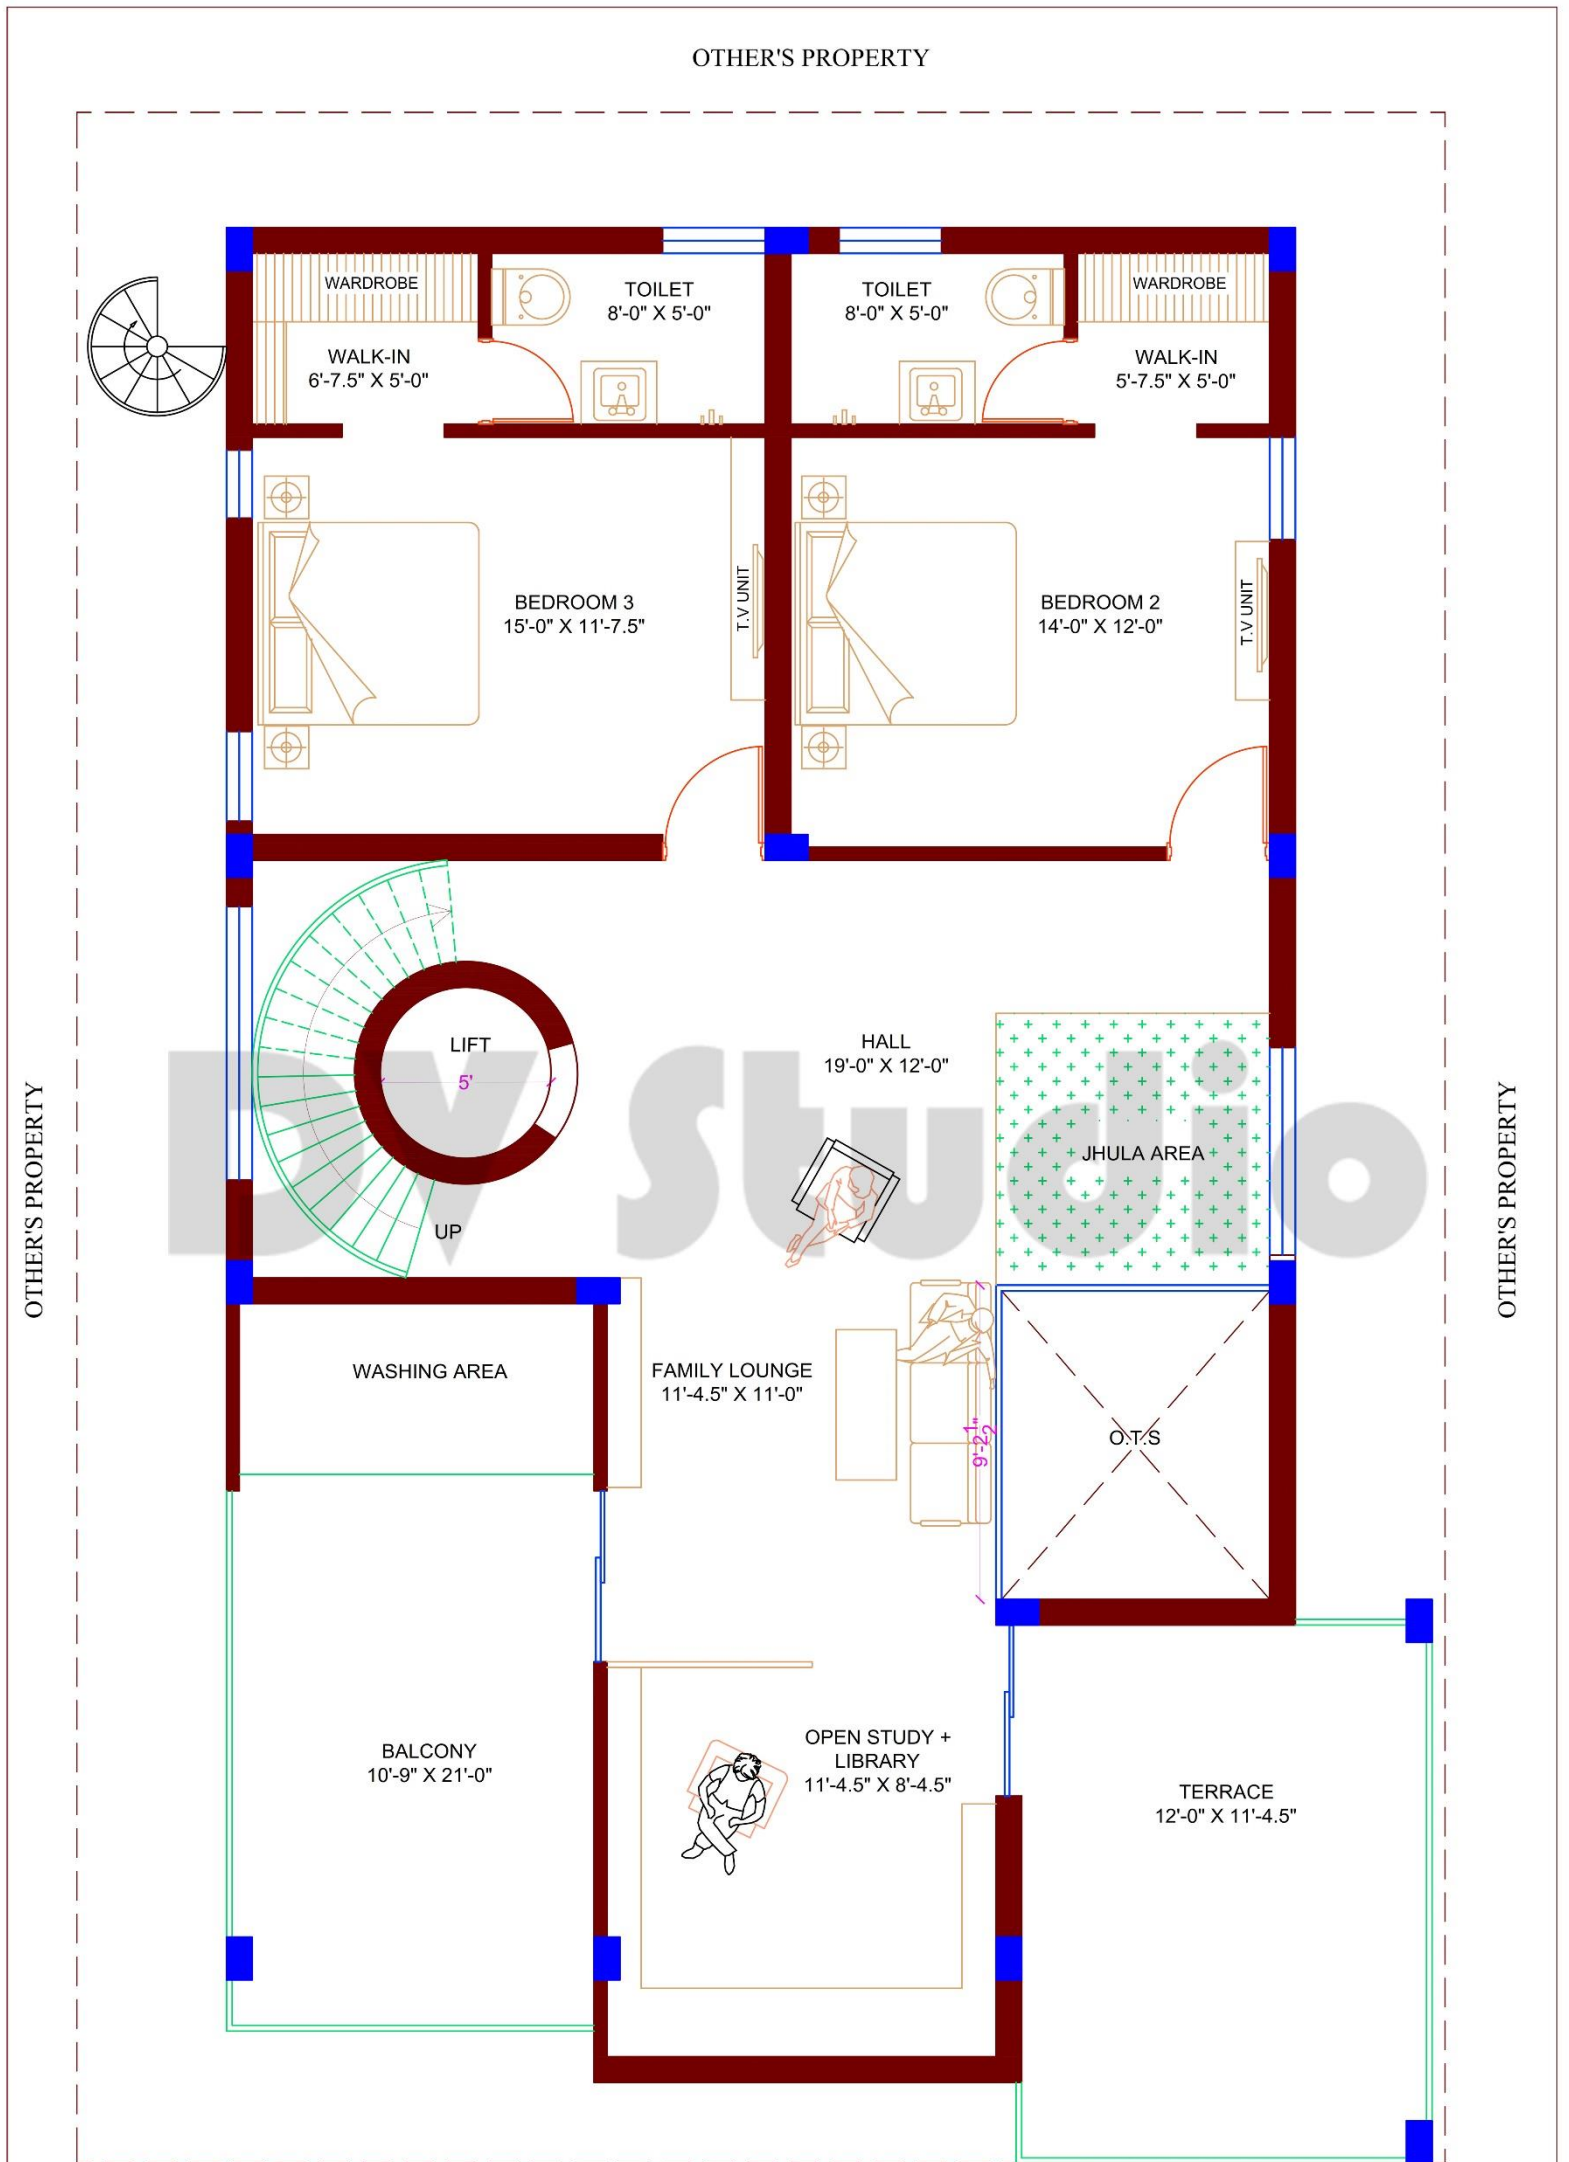 OTHER'S PROPERTY
WARDROBE
TOILET
8'-0" X 5'-0"
TOILET
8'-0" X 5'-0"
WARDROBE
WALK-IN
6'-7.5" X 5'-0"
WALK-IN
5'-7.5" X 5'-0"
BEDROOM 3
15'-0" X 11'-7.5"
T.V UNIT
BEDROOM 2
14'-0" X 12'-0"
T.V UNIT
LIFT
5'
HALL
19'-0" X 12'-0"
DV Studio
JHULA AREA
UP
OTHER'S PROPERTY
OTHER'S PROPERTY
WASHING AREA
FAMILY LOUNGE
11'-4.5" X 11'-0"
9'-2 1/2"
O.T.S
BALCONY
10'-9" X 21'-0"
OPEN STUDY +
LIBRARY
11'-4.5" X 8'-4.5"
TERRACE
12'-0" X 11'-4.5"